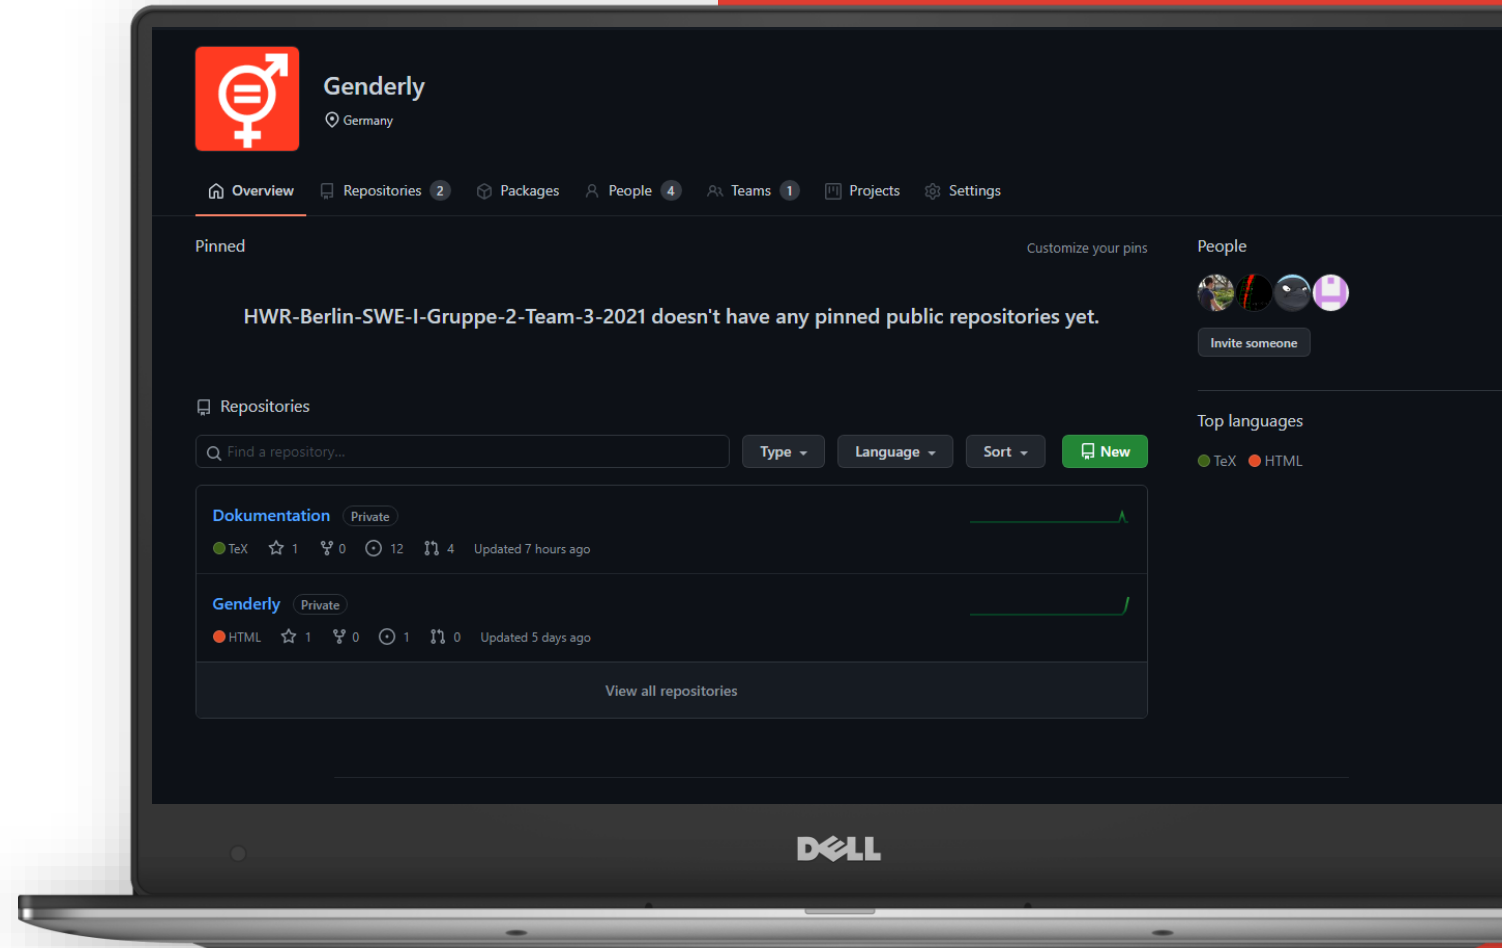 Genderly
Germany
Overview Repositories 2 Packages People 4 Teams 1 Projects Settings
Pinned Customize your pins
HWR-Berlin-SWE-I-Gruppe-2-Team-3-2021 doesn't have any pinned public repositories yet.
People
Invite someone
Repositories
Find a repository... Type Language Sort New
Top languages
TeX HTML
Dokumentation Private
TeX 1 0 12 4 Updated 7 hours ago
Genderly Private
HTML 1 0 1 0 Updated 5 days ago
View all repositories
DELL